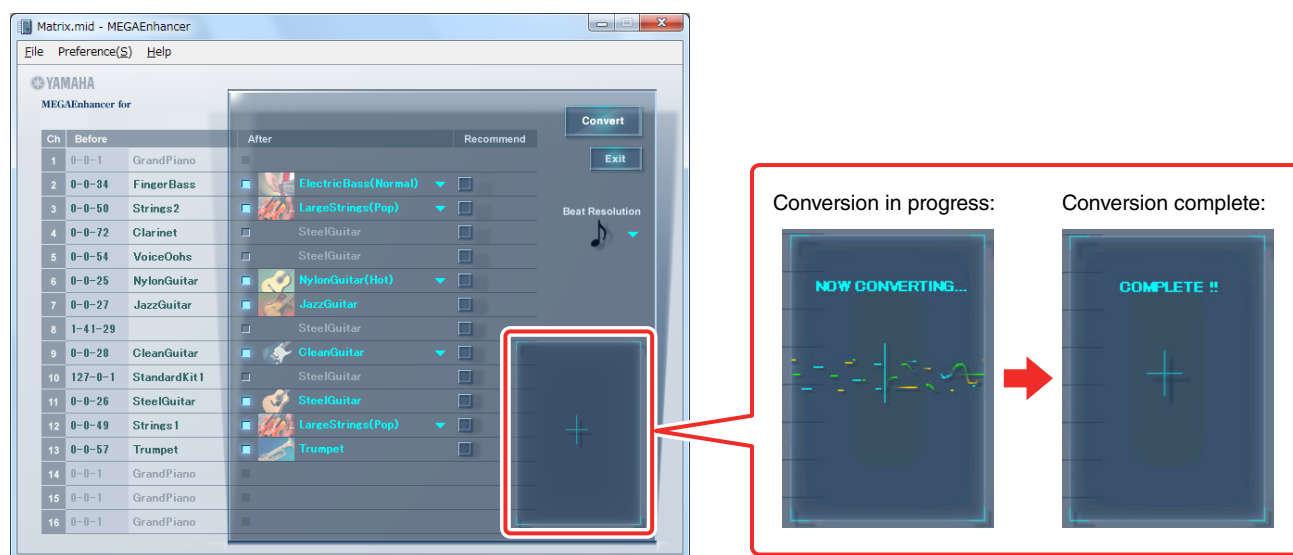 Matrix.mid - MEGAEnhancer
File Preference(S) Help
YAMAHA
MEGAEnhancer for
Convert
Exit
Beat Resolution
Ch Before After Recommend
1 0-0-1 GrandPiano
2 0-0-34 FingerBass ElectricBass(Normal)
3 0-0-50 Strings2 LargeStrings(Pop)
4 0-0-72 Clarinet SteelGuitar
5 0-0-54 VoiceOohs SteelGuitar
6 0-0-25 NylonGuitar NylonGuitar(Hot)
7 0-0-27 JazzGuitar JazzGuitar
8 1-41-29 SteelGuitar
9 0-0-28 CleanGuitar CleanGuitar
10 127-0-1 StandardKit1 SteelGuitar
11 0-0-26 SteelGuitar SteelGuitar
12 0-0-49 Strings1 LargeStrings(Pop)
13 0-0-57 Trumpet Trumpet
14 0-0-1 GrandPiano
15 0-0-1 GrandPiano
16 0-0-1 GrandPiano
Conversion in progress:
NOW CONVERTING...
Conversion complete:
COMPLETE !!